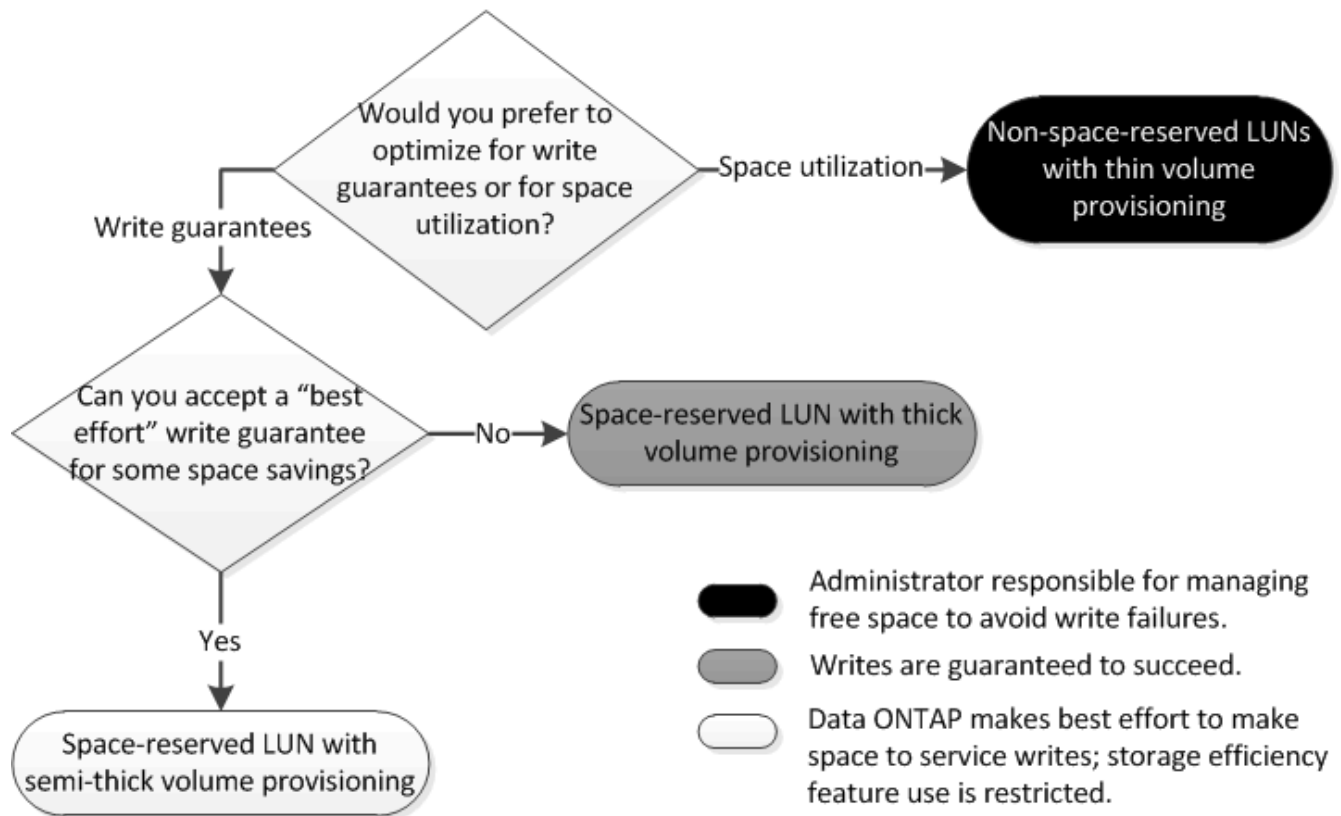 Would you prefer to
optimize for write
guarantees or for space
utilization?
Space utilization
Non-space-reserved LUNs
with thin volume
provisioning
Write guarantees
Can you accept a “best
effort” write guarantee
for some space savings?
No
Space-reserved LUN with thick
volume provisioning
Yes
Space-reserved LUN with
semi-thick volume provisioning
Administrator responsible for managing
free space to avoid write failures.
Writes are guaranteed to succeed.
Data ONTAP makes best effort to make
space to service writes; storage efficiency
feature use is restricted.